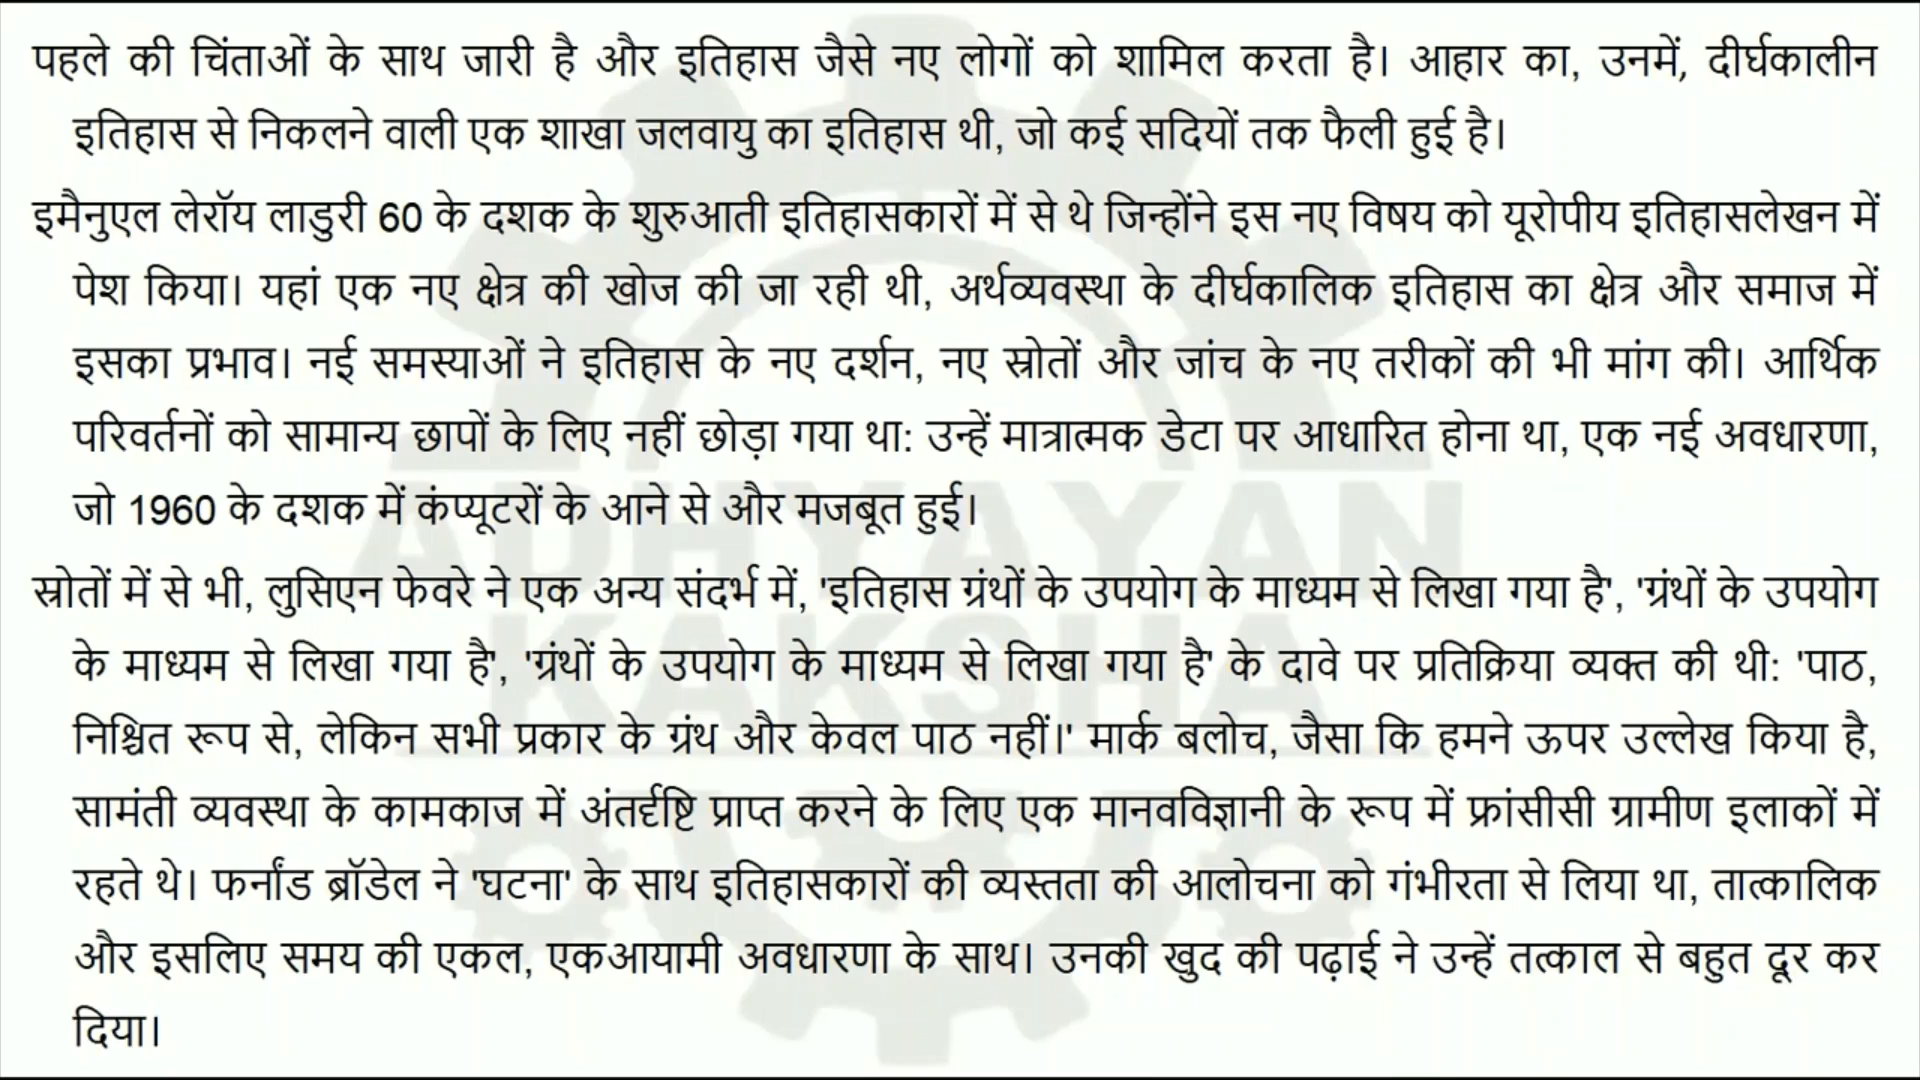 पहले की चिंताओं के साथ जारी है और इतिहास जैसे नए लोगों को शामिल करता है। आहार का, उनमें, दीर्घकालीन
इतिहास से निकलने वाली एक शाखा जलवायु का इतिहास थी, जो कई सदियों तक फैली हुई है।
इमैनुएल लेरॉय लाडुरी 60 के दशक के शुरुआती इतिहासकारों में से थे जिन्होंने इस नए विषय को यूरोपीय इतिहासलेखन में
पेश किया। यहां एक नए क्षेत्र की खोज की जा रही थी, अर्थव्यवस्था के दीर्घकालिक इतिहास का क्षेत्र और समाज में
इसका प्रभाव। नई समस्याओं ने इतिहास के नए दर्शन, नए स्रोतों और जांच के नए तरीकों की भी मांग की। आर्थिक
परिवर्तनों को सामान्य छापों के लिए नहीं छोड़ा गया था: उन्हें मात्रात्मक डेटा पर आधारित होना था, एक नई अवधारणा,
जो 1960 के दशक में कंप्यूटरों के आने से और मजबूत हुई।
स्रोतों में से भी, लुसिएन फेवरे ने एक अन्य संदर्भ में, 'इतिहास ग्रंथों के उपयोग के माध्यम से लिखा गया है', 'ग्रंथों के उपयोग
के माध्यम से लिखा गया है', 'ग्रंथों के उपयोग के माध्यम से लिखा गया है' के दावे पर प्रतिक्रिया व्यक्त की थी: 'पाठ,
निश्चित रूप से, लेकिन सभी प्रकार के ग्रंथ और केवल पाठ नहीं।' मार्क बलोच, जैसा कि हमने ऊपर उल्लेख किया है,
सामंती व्यवस्था के कामकाज में अंतर्दृष्टि प्राप्त करने के लिए एक मानवविज्ञानी के रूप में फ्रांसीसी ग्रामीण इलाकों में
रहते थे। फर्नांड ब्रॉडेल ने 'घटना' के साथ इतिहासकारों की व्यस्तता की आलोचना को गंभीरता से लिया था, तात्कालिक
और इसलिए समय की एकल, एकआयामी अवधारणा के साथ। उनकी खुद की पढ़ाई ने उन्हें तत्काल से बहुत दूर कर
दिया।
ADHYAYAN
KAKSHA